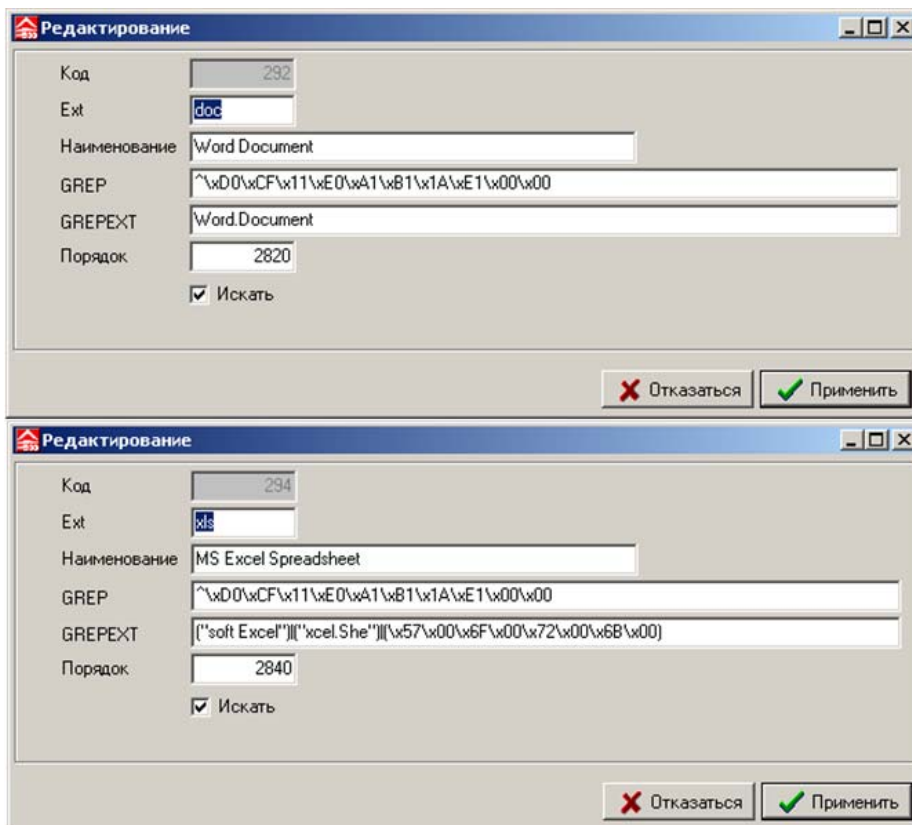 Редактирование
Код 292
Ext doc
Наименование Word Document
GREP ^\xD0\xCF\x11\xE0\xA1\xB1\x1A\xE1\x00\x00
GREPEXT Word.Document
Порядок 2820
Искать
Отказаться Применить
Редактирование
Код 294
Ext xls
Наименование MS Excel Spreadsheet
GREP ^\xD0\xCF\x11\xE0\xA1\xB1\x1A\xE1\x00\x00
GREPEXT ("soft Excel")|("xcel.She")|(\x57\x00\x6F\x00\x72\x00\x6B\x00)
Порядок 2840
Искать
Отказаться Применить